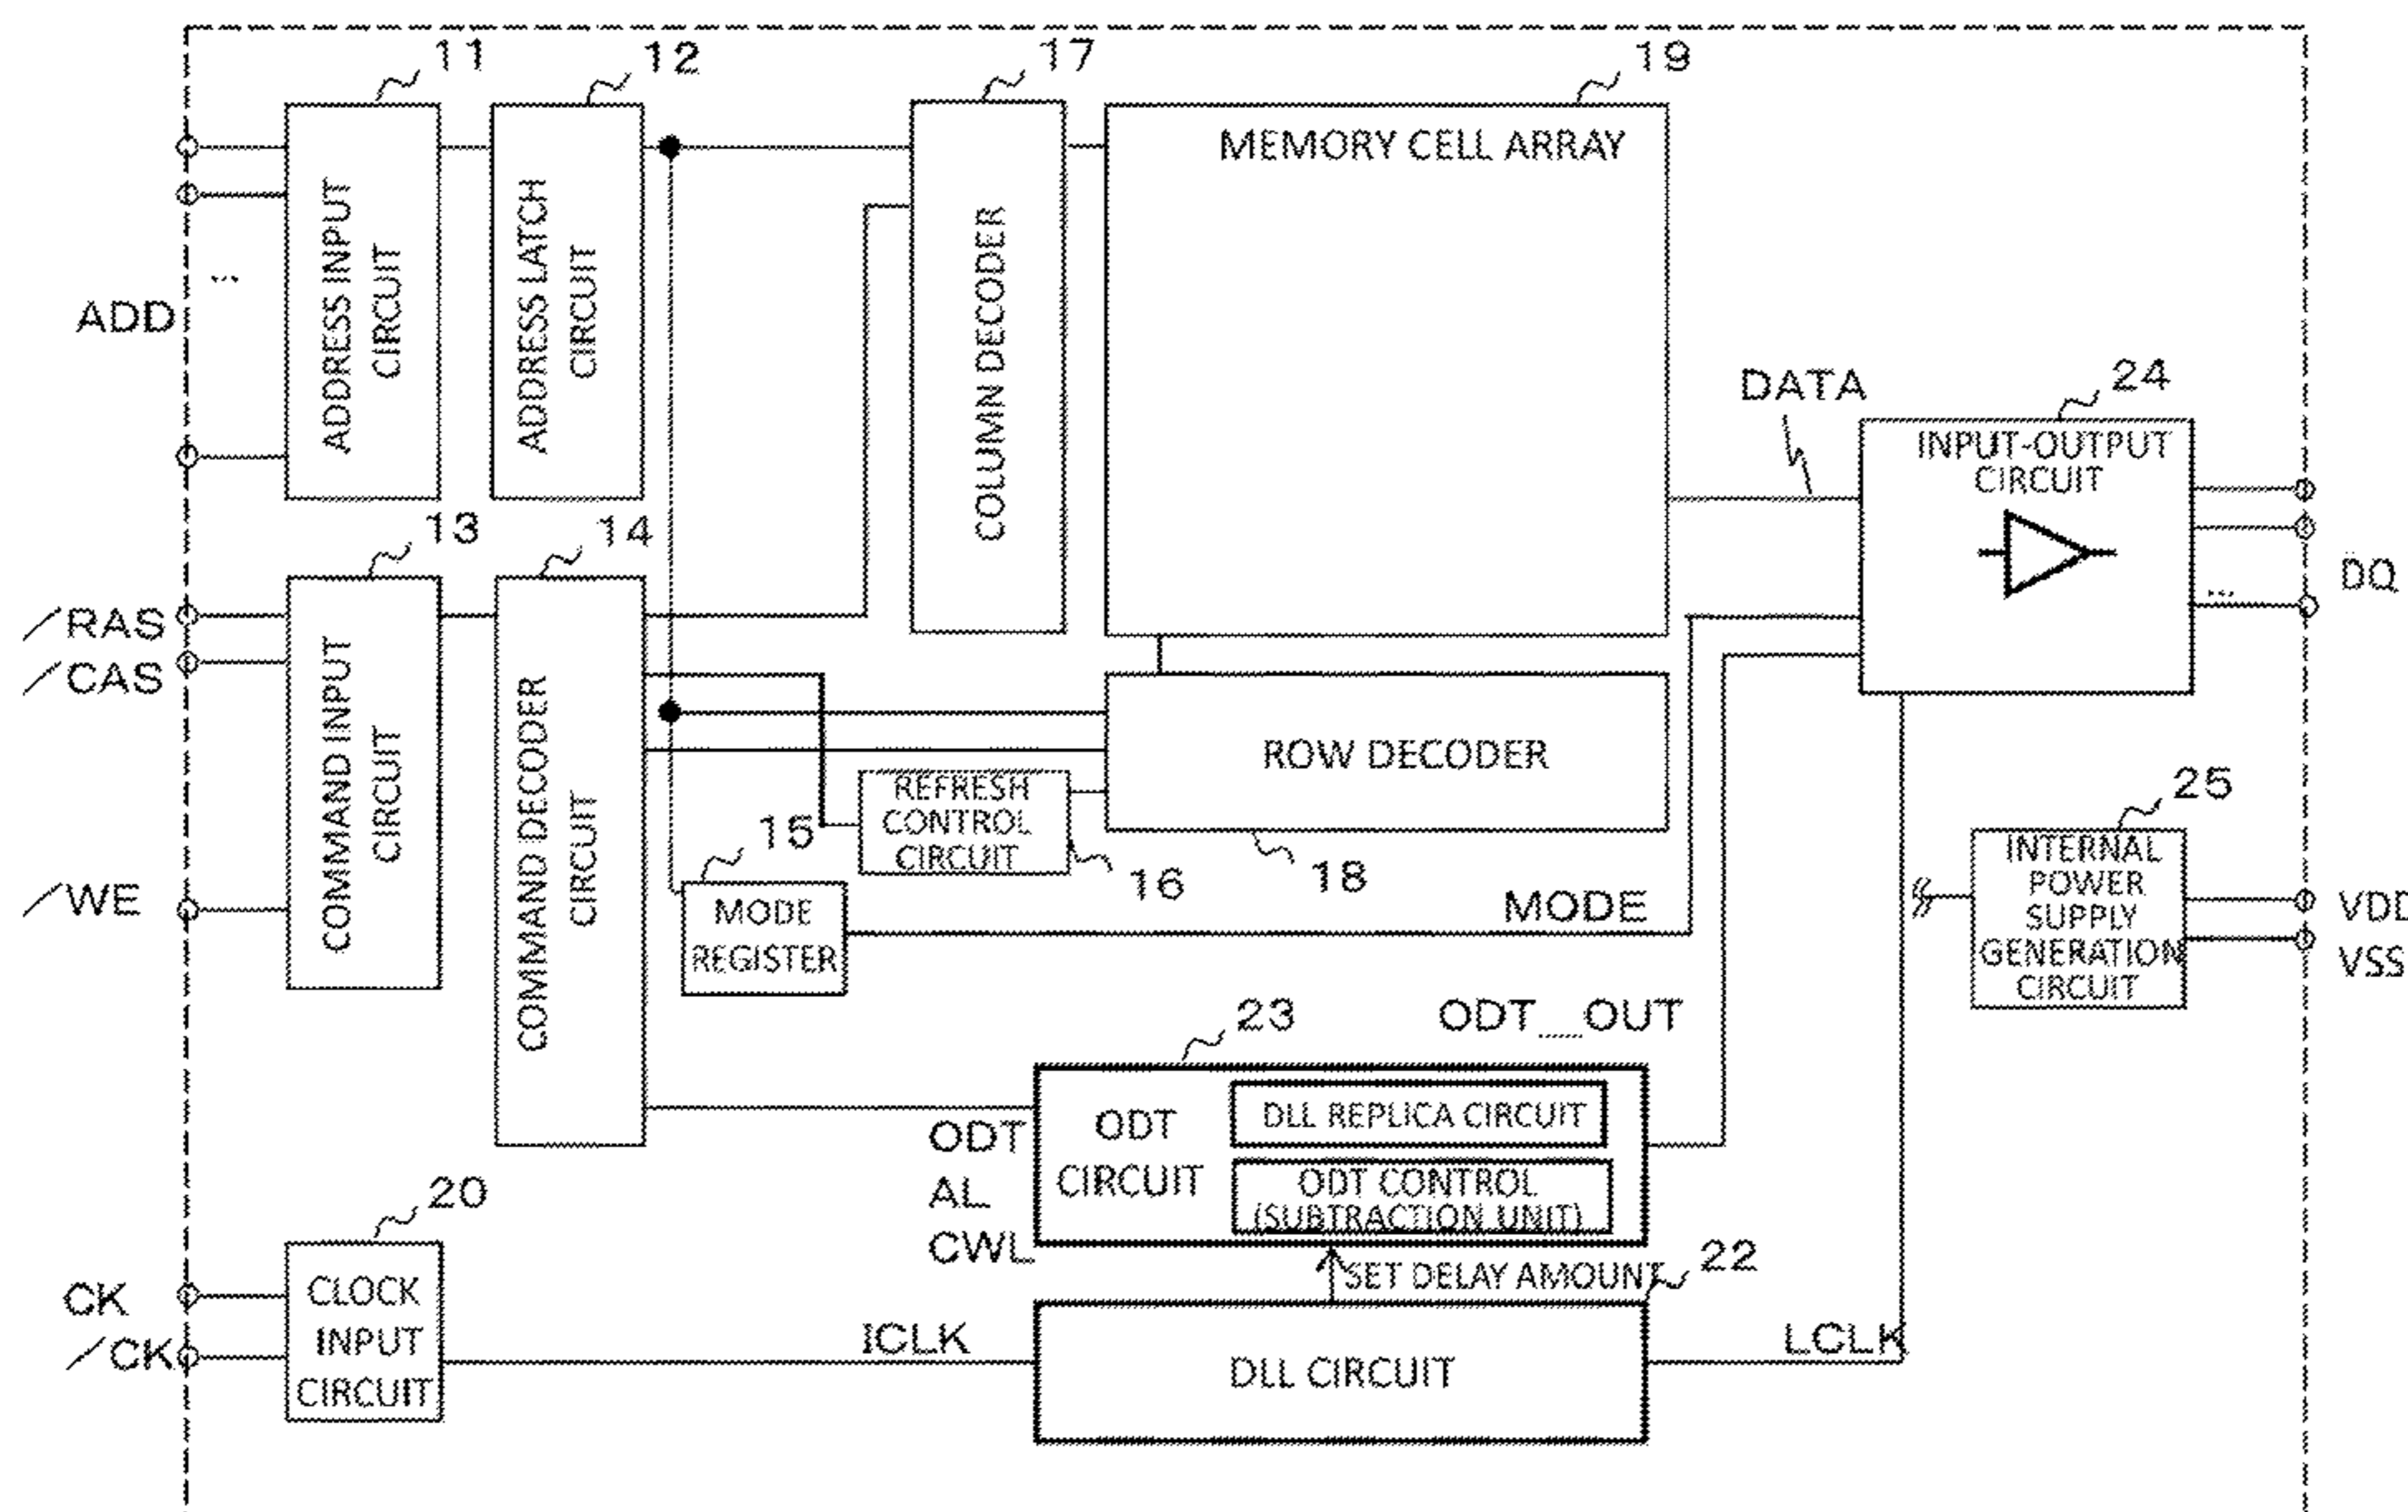 11
12
17
19
ADDRESS INPUT
CIRCUIT
ADDRESS LATCH
CIRCUIT
COLUMN DECODER
MEMORY CELL ARRAY
...
ADD
DATA
24
INPUT-OUTPUT
CIRCUIT
...
DQ
13
14
/RAS
/CAS
/WE
COMMAND INPUT
CIRCUIT
COMMAND DECODER
CIRCUIT
ROW DECODER
18
REFRESH
CONTROL
CIRCUIT
16
15
MODE
REGISTER
MODE
25
INTERNAL
POWER
SUPPLY
GENERATION
CIRCUIT
VDD
VSS
23
ODT__OUT
ODT
AL
CWL
ODT
CIRCUIT
DLL REPLICA CIRCUIT
ODT CONTROL
(SUBTRACTION UNIT)
SET DELAY AMOUNT
22
20
CK
/CK
CLOCK
INPUT
CIRCUIT
ICLK
DLL CIRCUIT
LCLK